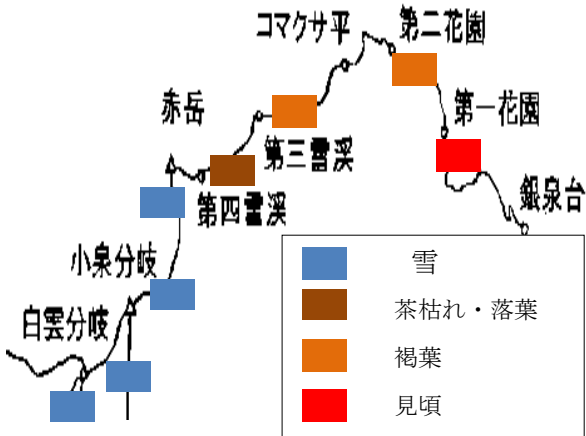 コマクサ平
第二花園
赤岳
第一花園
第三雪渓
第四雪渓
銀泉台
小泉分岐
白雲分岐
雪
茶枯れ・落葉
褐葉
見頃